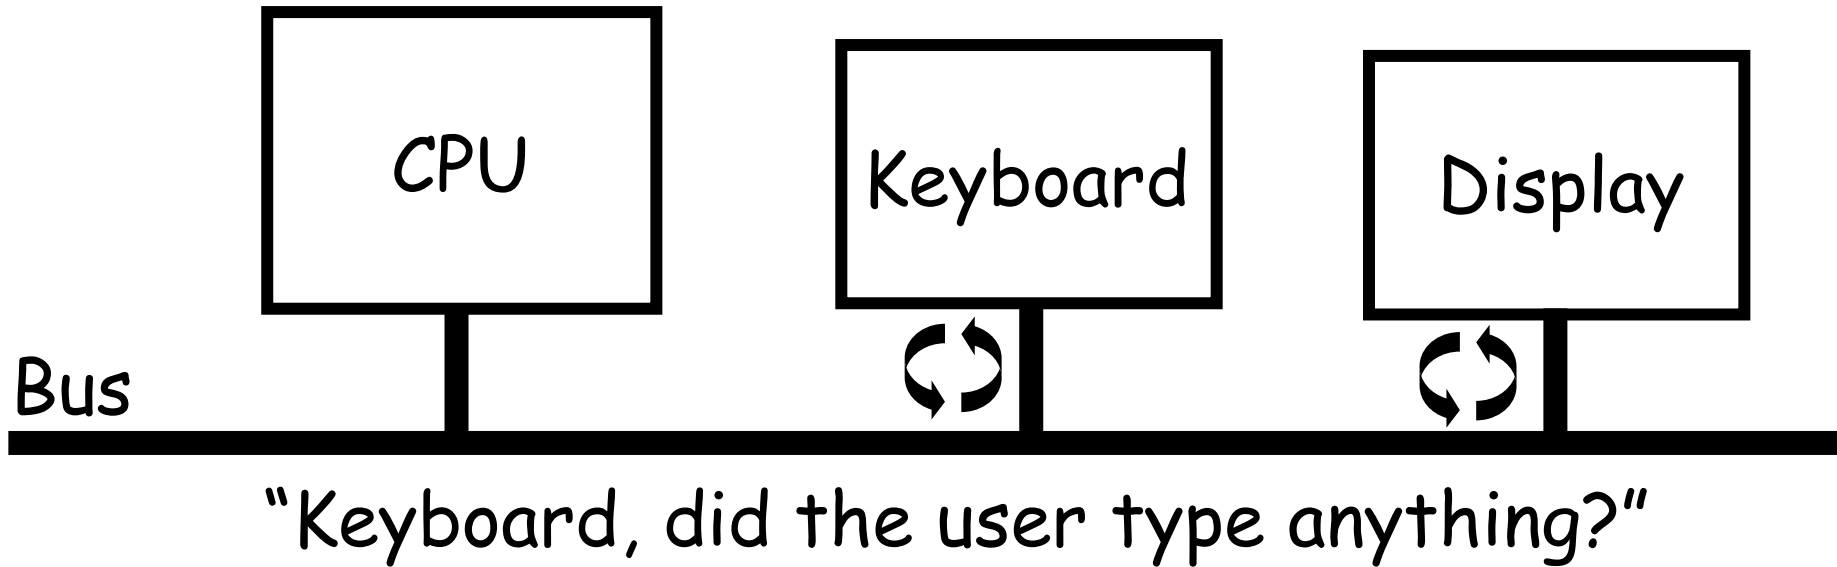 CPU
Keyboard
Display
Bus
“Keyboard, did the user type anything?”